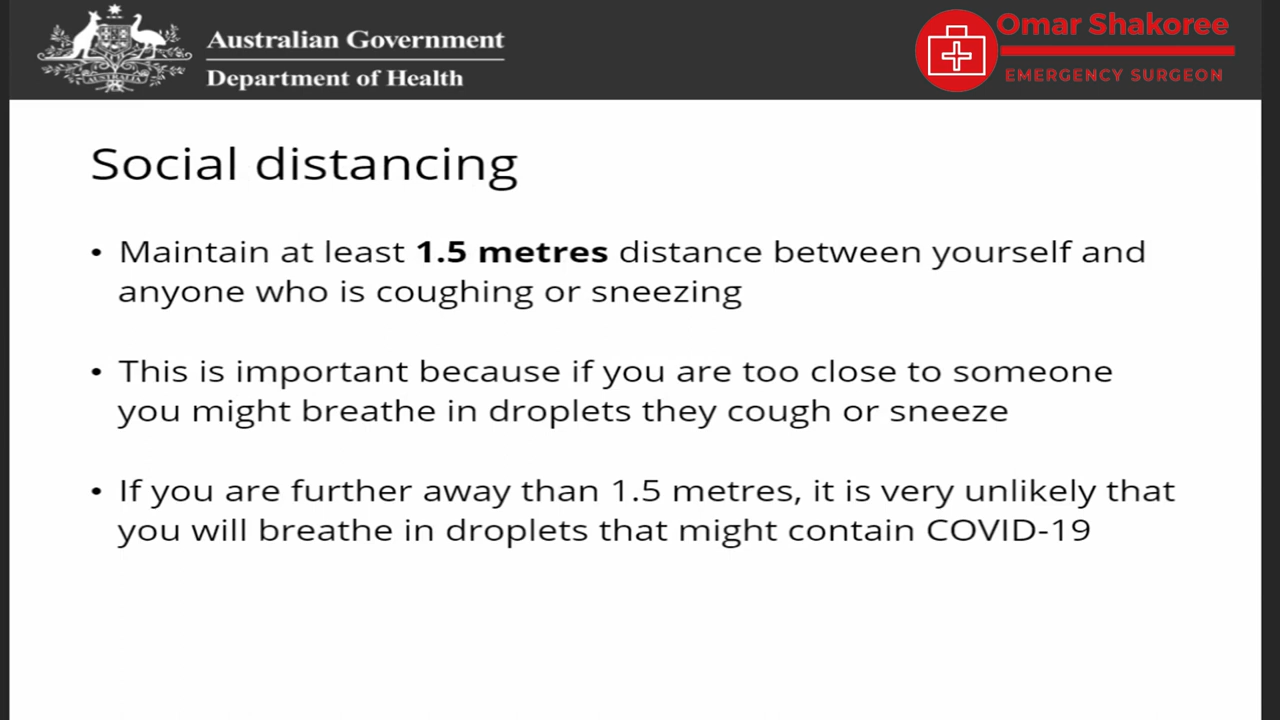 Australian Government
Department of Health
Omar Shakoree
EMERGENCY SURGEON
Social distancing
• Maintain at least 1.5 metres distance between yourself and
anyone who is coughing or sneezing
• This is important because if you are too close to someone
you might breathe in droplets they cough or sneeze
• If you are further away than 1.5 metres, it is very unlikely that
you will breathe in droplets that might contain COVID-19